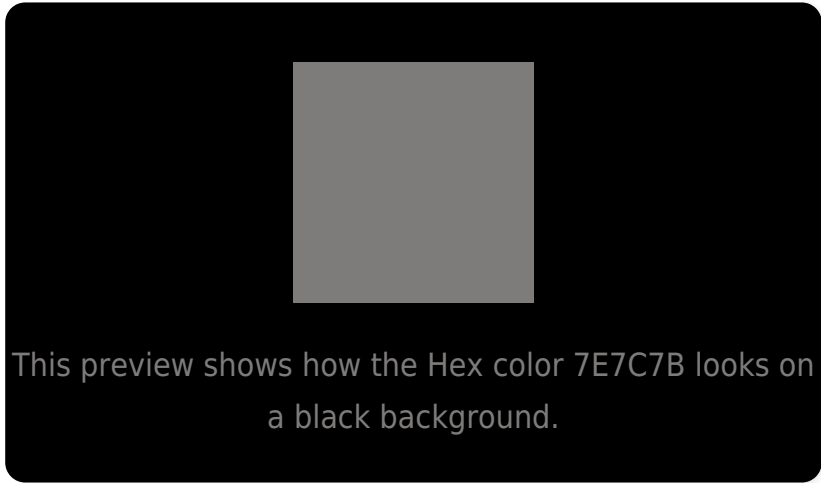 This preview shows how the Hex color 7E7C7B looks on
a black background.